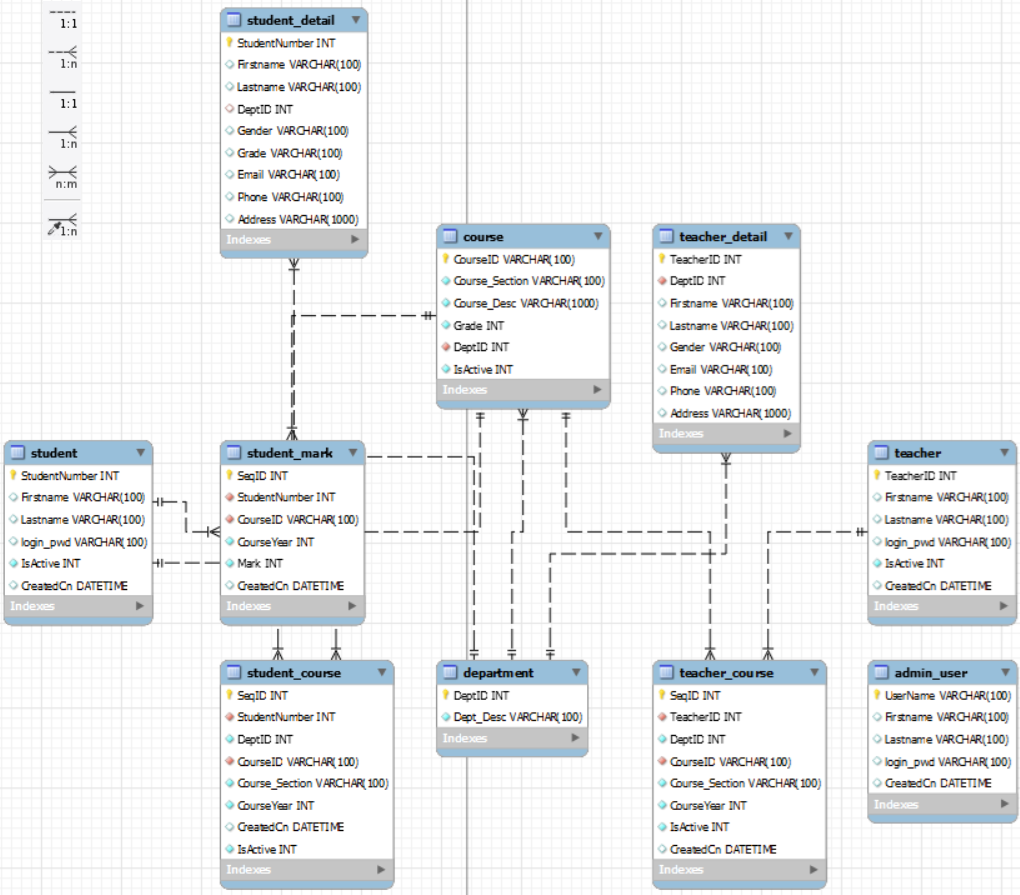 1:1
1:n
1:1
1:n
n:m
1:n
student_detail
StudentNumber INT
Firstname VARCHAR(100)
Lastname VARCHAR(100)
DeptID INT
Gender VARCHAR(100)
Grade VARCHAR(100)
Email VARCHAR(100)
Phone VARCHAR(100)
Address VARCHAR(1000)
Indexes
course
CourseID VARCHAR(100)
Course_Section VARCHAR(100)
Course_Desc VARCHAR(1000)
Grade INT
DeptID INT
IsActive INT
Indexes
teacher_detail
TeacherID INT
DeptID INT
Firstname VARCHAR(100)
Lastname VARCHAR(100)
Gender VARCHAR(100)
Email VARCHAR(100)
Phone VARCHAR(100)
Address VARCHAR(1000)
Indexes
student
StudentNumber INT
Firstname VARCHAR(100)
Lastname VARCHAR(100)
login_pwd VARCHAR(100)
IsActive INT
CreatedCn DATETIME
Indexes
student_mark
SeqID INT
StudentNumber INT
CourseID VARCHAR(100)
CourseYear INT
Mark INT
CreatedCn DATETIME
Indexes
teacher
TeacherID INT
Firstname VARCHAR(100)
Lastname VARCHAR(100)
login_pwd VARCHAR(100)
IsActive INT
CreatedCn DATETIME
Indexes
student_course
SeqID INT
StudentNumber INT
DeptID INT
CourseID VARCHAR(100)
Course_Section VARCHAR(100)
CourseYear INT
CreatedCn DATETIME
IsActive INT
Indexes
department
DeptID INT
Dept_Desc VARCHAR(100)
Indexes
teacher_course
SeqID INT
TeacherID INT
DeptID INT
CourseID VARCHAR(100)
Course_Section VARCHAR(100)
CourseYear INT
IsActive INT
CreatedCn DATETIME
Indexes
admin_user
UserName VARCHAR(100)
Firstname VARCHAR(100)
Lastname VARCHAR(100)
login_pwd VARCHAR(100)
CreatedCn DATETIME
Indexes